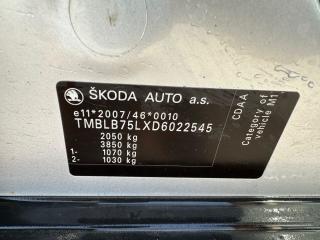 ŠKODA AUTO a.s.
e11*2007/46*0010
TMBLB75LXD6022545
2050 kg
3850 kg
1- 1070 kg
2- 1030 kg
CDAA
Category of
vehicle M1